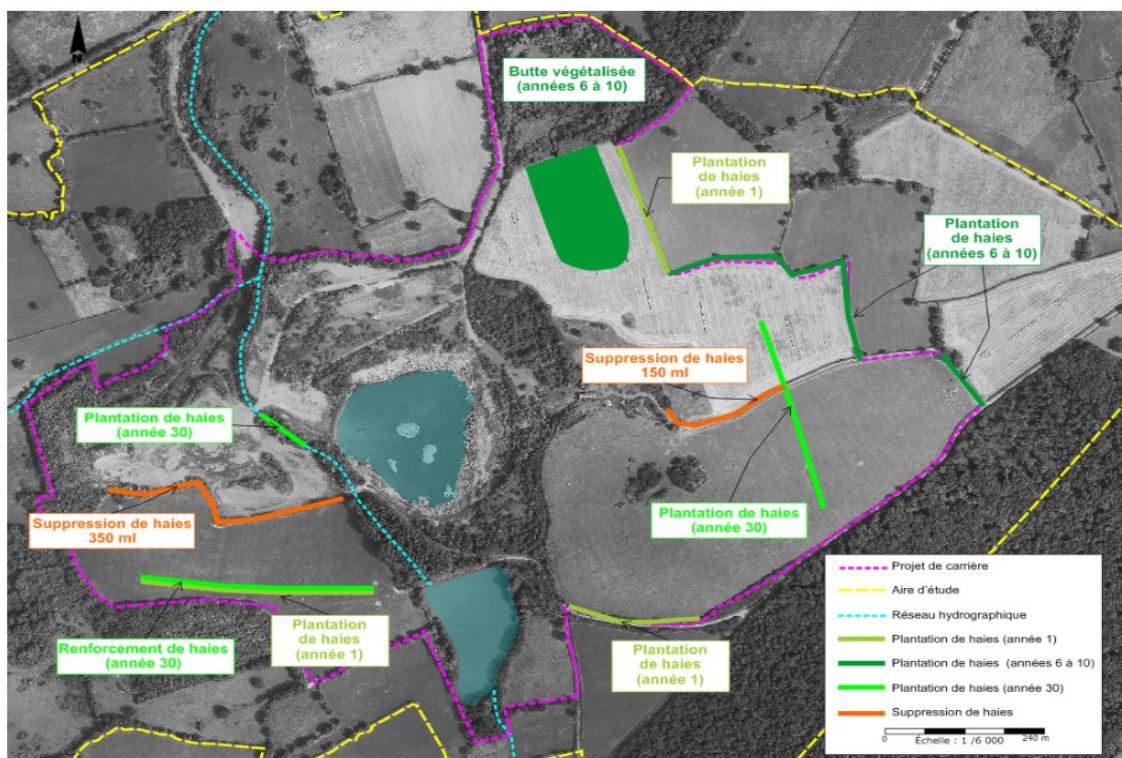 N
Butte végétalisée
(années 6 à 10)
Plantation
de haies
(année 1)
Plantation
de haies
(années 6 à 10)
Suppression de haies
150 ml
Plantation de haies
(année 30)
Suppression de haies
350 ml
Plantation de haies
(année 30)
Renforcement de haies
(année 30)
Plantation
de haies
(année 1)
Plantation
de haies
(année 1)
Projet de carrière
Aire d'étude
Réseau hydrographique
Plantation de haies (année 1)
Plantation de haies (années 6 à 10)
Plantation de haies (année 30)
Suppression de haies
0 240 m
Échelle : 1 /6 000